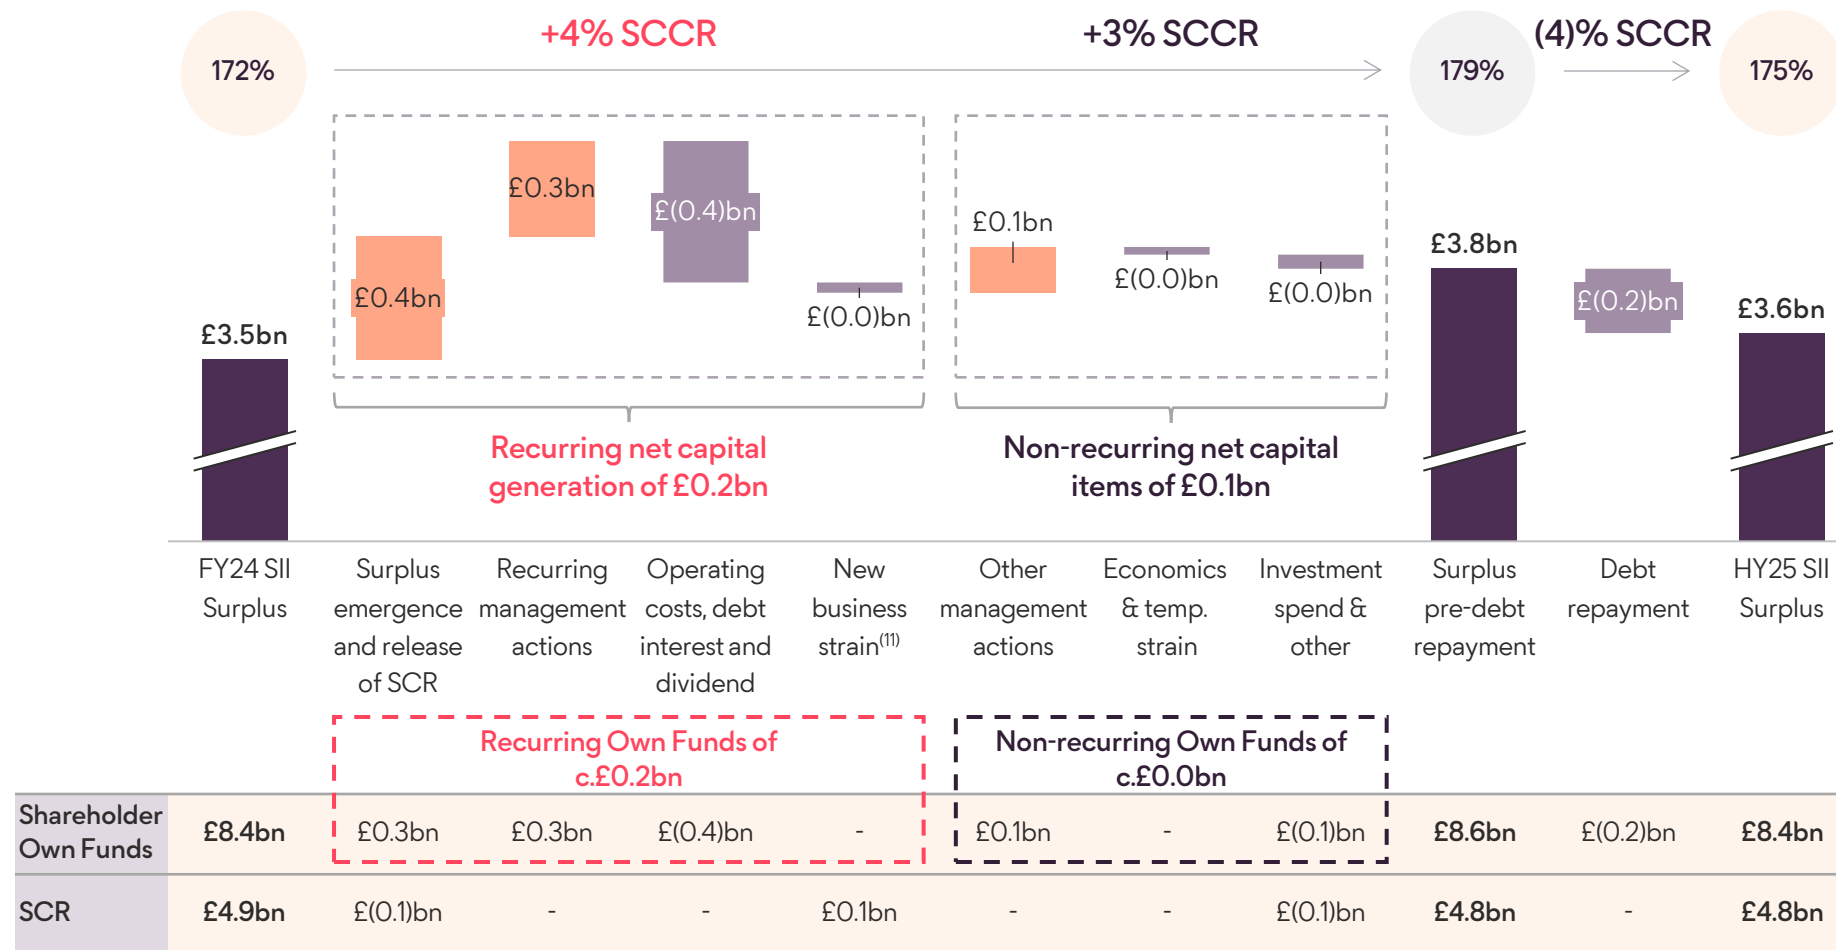 +4% SCCR
+3% SCCR
(4)% SCCR
172%
179%
175%
£0.3bn
£(0.4)bn
£0.1bn
£3.8bn
£0.4bn
£(0.0)bn
£(0.0)bn
£(0.0)bn
£(0.2)bn
£3.6bn
£3.5bn
Recurring net capital
generation of £0.2bn
Non-recurring net capital
items of £0.1bn
FY24 SII
Surplus
Surplus
emergence
and release
of SCR
Recurring
management
actions
Operating
costs, debt
interest and
dividend
New
business
strain(11)
Other
management
actions
Economics
& temp.
strain
Investment
spend &
other
Surplus
pre-debt
repayment
Debt
repayment
HY25 SII
Surplus
Recurring Own Funds of
c.£0.2bn
Non-recurring Own Funds of
c.£0.0bn
Shareholder
Own Funds
£8.4bn £0.3bn £0.3bn £(0.4)bn - £0.1bn - £(0.1)bn £8.6bn £(0.2)bn £8.4bn
SCR £4.9bn £(0.1)bn - - £0.1bn - - £(0.1)bn £4.8bn - £4.8bn